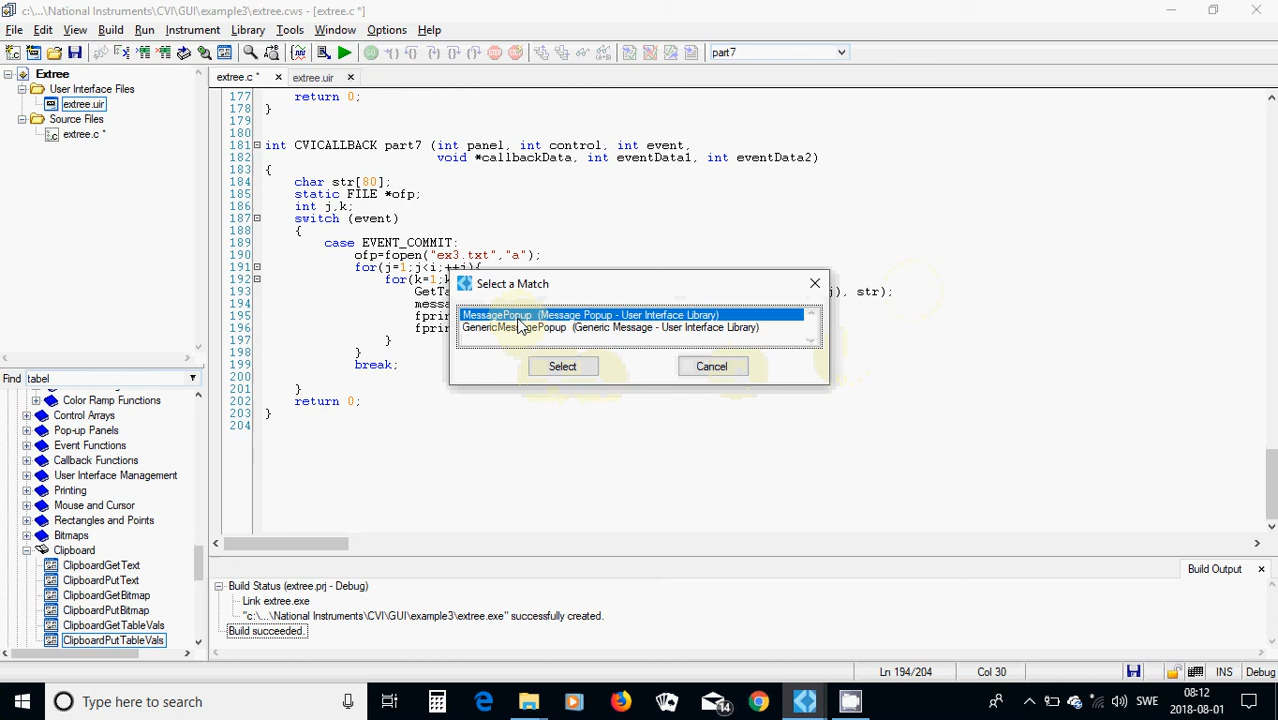 c:\...\National Instruments\CVI\GUI\example3\extree.cws - [extree.c *]
File Edit View Build Run Instrument Library Tools Window Options Help
part7
Extree
User Interface Files
extree.uir
Source Files
extree.c *
extree.c * extree.uir
177 return 0;
178 }
179
180
181 int CVICALLBACK part7 (int panel, int control, int event,
182 void *callbackData, int eventData1, int eventData2)
183 {
184 char str[80];
185 static FILE *ofp;
186 int j,k;
187 switch (event)
188 {
189 case EVENT_COMMIT:
190 ofp=fopen("ex3.txt","a");
191 for(j=1;j<i;++j){
192 for(k=1;
193 GetTa j), str);
194 messa
195 fprin
196 fprin
197 }
198 }
199 break;
200
201 }
202 return 0;
203 }
204
Select a Match
MessagePopup (Message Popup - User Interface Library)
GenericMessagePopup (Generic Message - User Interface Library)
Select Cancel
Find tabel
Color Ramp Functions
Control Arrays
Pop-up Panels
Event Functions
Callback Functions
User Interface Management
Printing
Mouse and Cursor
Rectangles and Points
Bitmaps
Clipboard
ClipboardGetText
ClipboardPutText
ClipboardGetBitmap
ClipboardPutBitmap
ClipboardGetTableVals
ClipboardPutTableVals
Build Output
Build Status (extree.prj - Debug)
Link extree.exe
"c:\...\National Instruments\CVI\GUI\example3\extree.exe" successfully created.
Build succeeded.
Ln 194/204 Col 30 INS Debug
Type here to search
14
SWE
08:12
2018-08-01